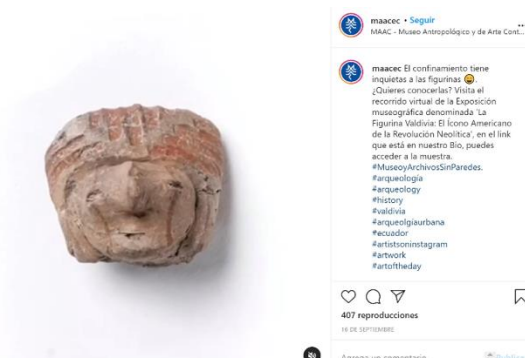 maacec • Seguir
MAAC - Museo Antropológico y de Arte Cont...
maacec El confinamiento tiene
inquietas a las figurinas 😄.
¿Quieres conocerlas? Visita el
recorrido virtual de la Exposición
museográfica denominada 'La
Figurina Valdivia: El Ícono Americano
de la Revolución Neolítica', en el link
que está en nuestro Bio, puedes
acceder a la muestra.
#MuseoyArchivosSinParedes.
#arqueología
#arqueology
#history
#valdivia
#arqueolgiaurbana
#ecuador
#artistsoninstagram
#artwork
#artoftheday
407 reproducciones
16 DE SEPTIEMBRE
Agrega un comentario